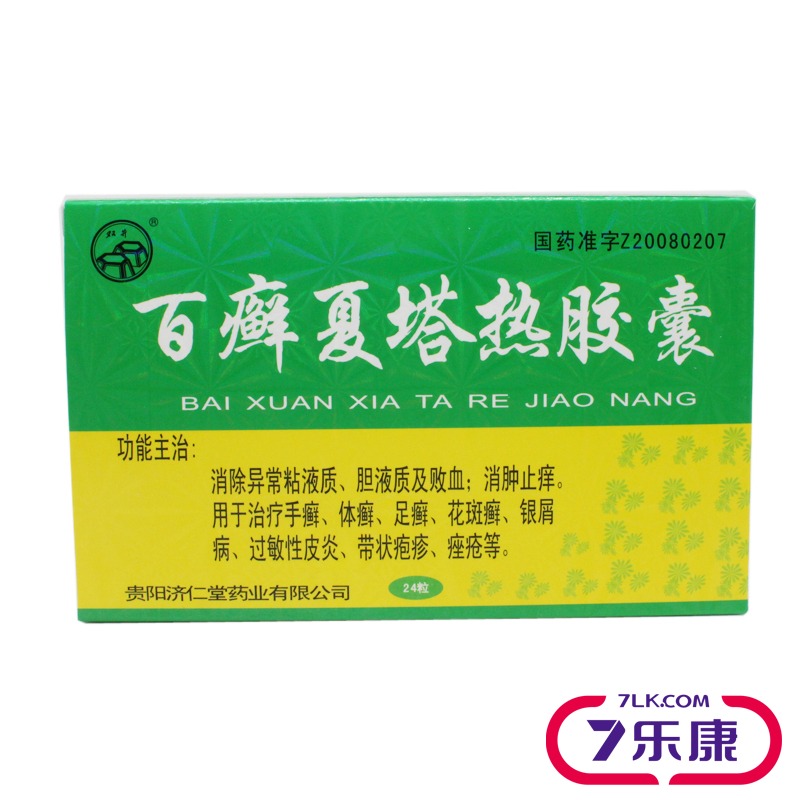 双井
®
国药准字Z20080207
百癣夏塔热胶囊
BAI XUAN XIA TA RE JIAO NANG
功能主治:
消除异常粘液质、胆液质及败血;消肿止痒。
用于治疗手癣、体癣、足癣、花斑癣、银屑
病、过敏性皮炎、带状疱疹、痤疮等。
贵阳济仁堂药业有限公司
24粒
7LK.COM
7乐康